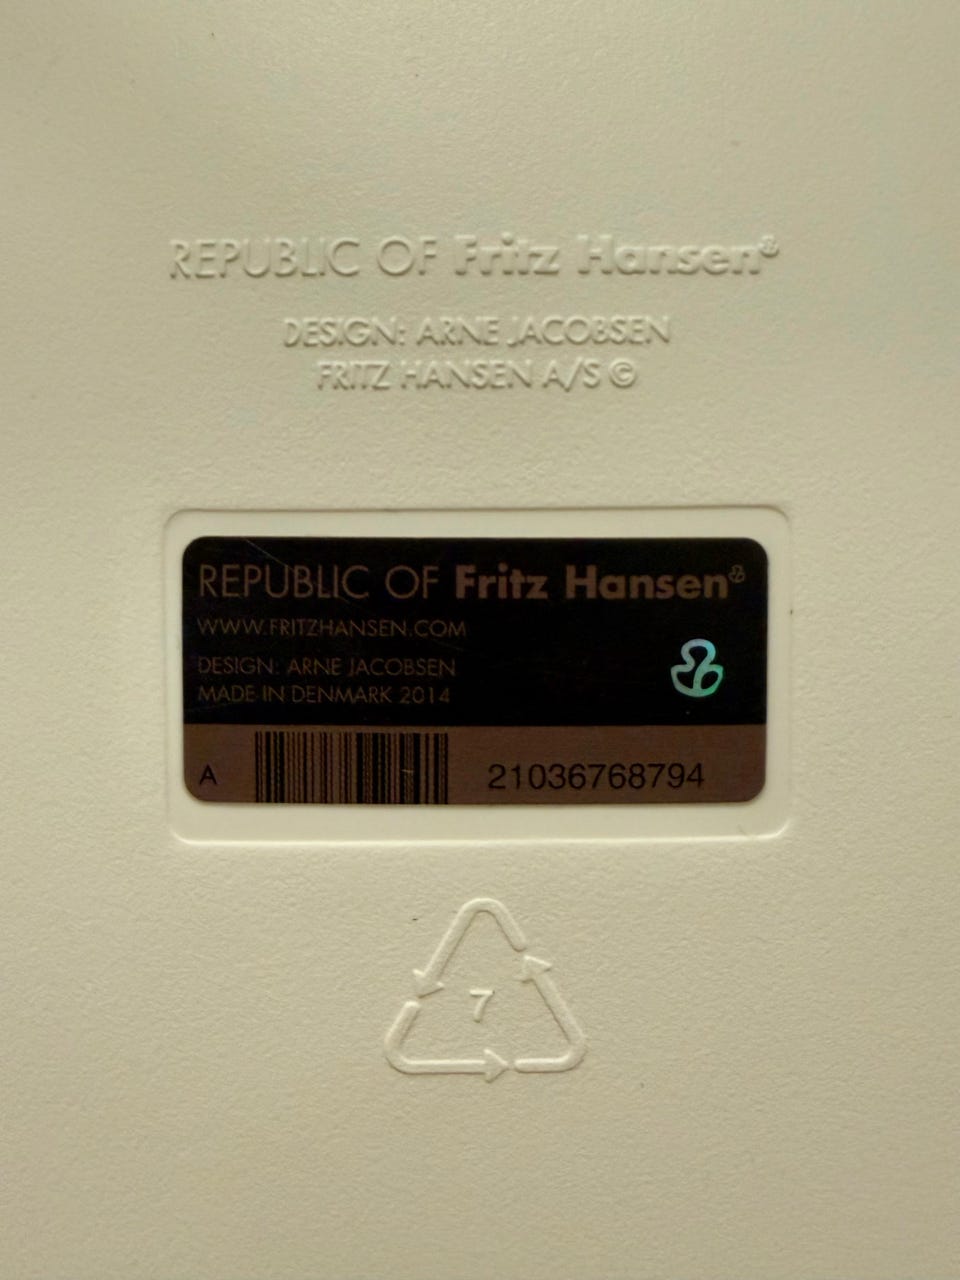 REPUBLIC OF Fritz Hansen®
DESIGN: ARNE JACOBSEN
FRITZ HANSEN A/S ©
REPUBLIC OF Fritz Hansen®
WWW.FRITZHANSEN.COM
DESIGN: ARNE JACOBSEN
MADE IN DENMARK 2014
A 21036768794
7